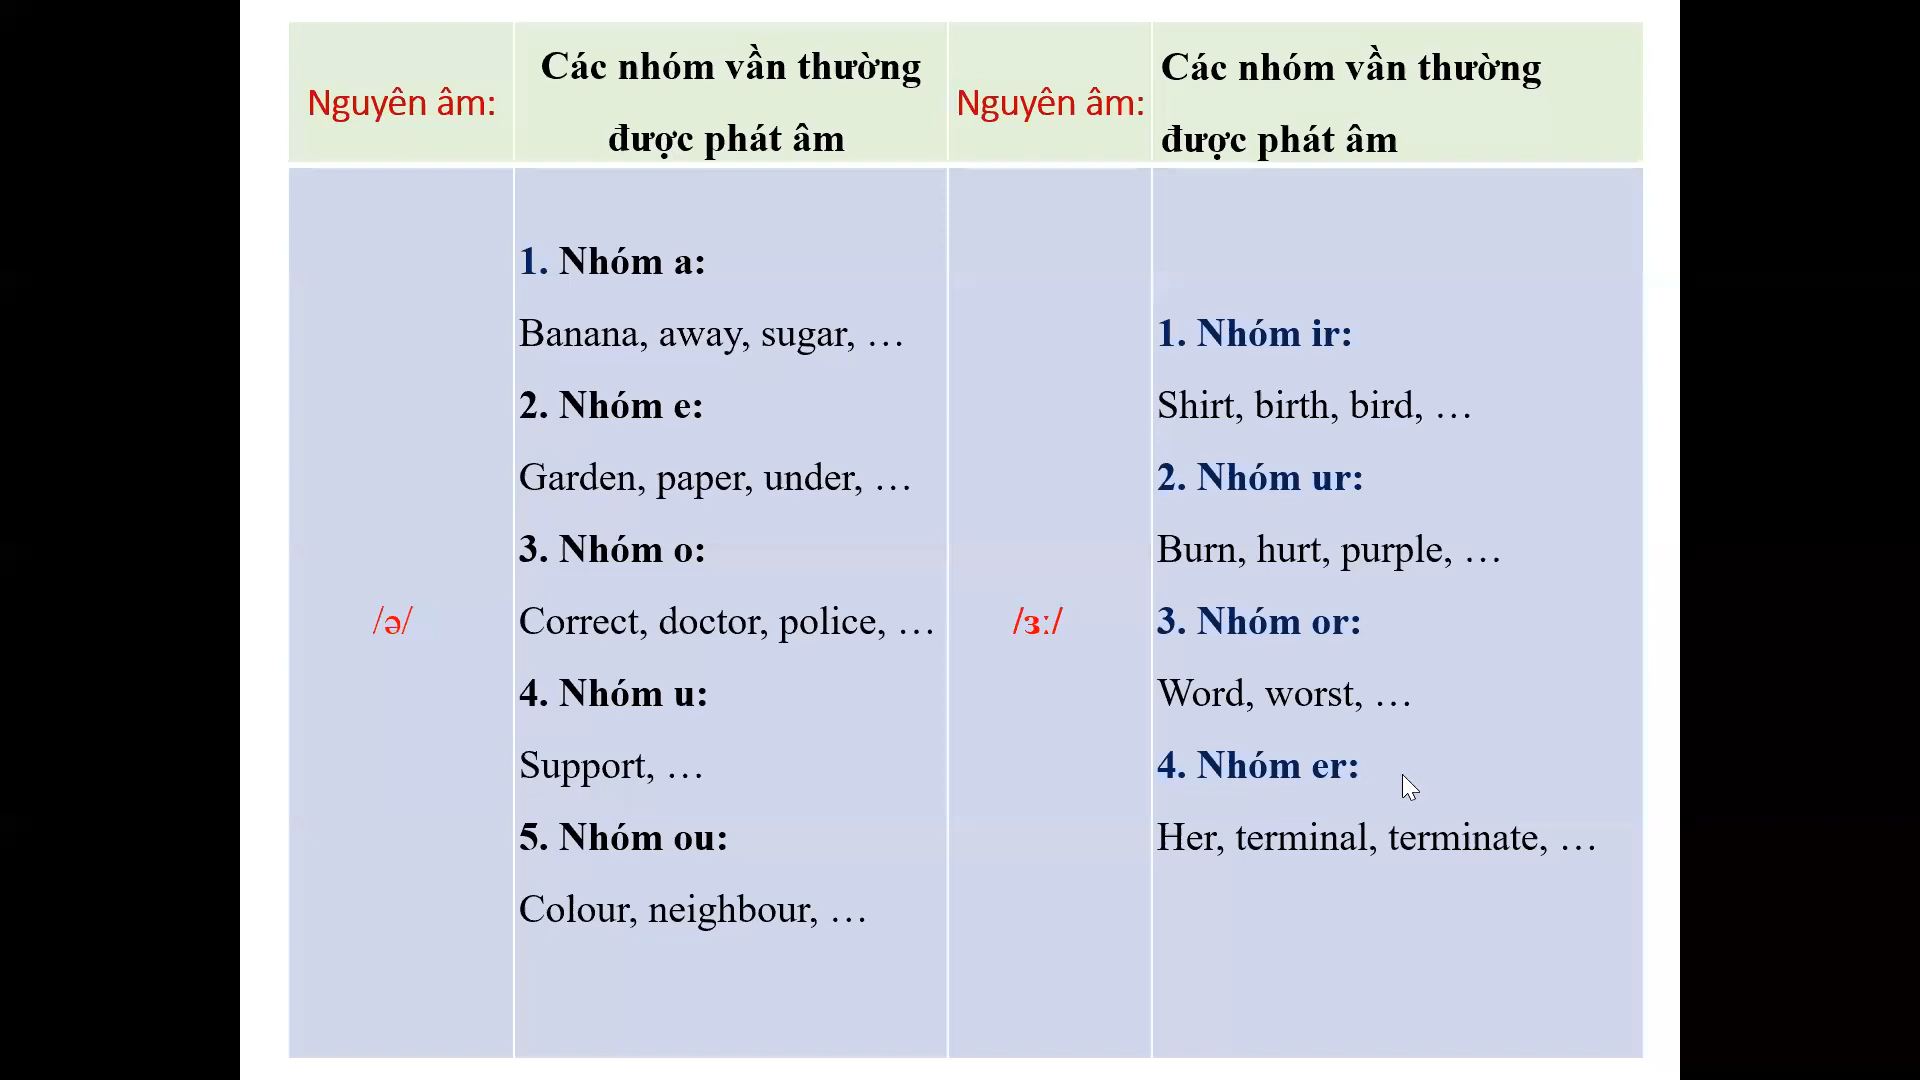 Nguyên âm:
Các nhóm vần thường
được phát âm
Nguyên âm:
Các nhóm vần thường
được phát âm
/ə/
1. Nhóm a:
Banana, away, sugar, …
2. Nhóm e:
Garden, paper, under, …
3. Nhóm o:
Correct, doctor, police, …
4. Nhóm u:
Support, …
5. Nhóm ou:
Colour, neighbour, …
/ɜː/
1. Nhóm ir:
Shirt, birth, bird, …
2. Nhóm ur:
Burn, hurt, purple, …
3. Nhóm or:
Word, worst, …
4. Nhóm er:
Her, terminal, terminate, …